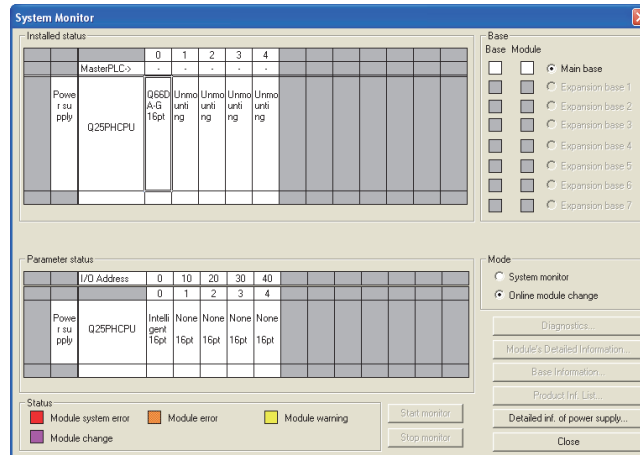 System Monitor
Installed status
0 1 2 3 4
MasterPLC-> - - - - -
Powe
r su
pply
Q25PHCPU
Q66D
A-G
16pt
Unmo
unti
ng
Unmo
unti
ng
Unmo
unti
ng
Unmo
unti
ng
Base
Base Module
Main base
Expansion base 1
Expansion base 2
Expansion base 3
Expansion base 4
Expansion base 5
Expansion base 6
Expansion base 7
Parameter status
I/O Address 0 10 20 30 40
0 1 2 3 4
Powe
r su
pply
Q25PHCPU
Intelli
gent
16pt
None
16pt
None
16pt
None
16pt
None
16pt
Mode
System monitor
Online module change
Diagnostics...
Module's Detailed Information...
Base Information...
Product Inf. List...
Detailed inf. of power supply...
Close
Status
Module system error
Module error
Module warning
Module change
Start monitor
Stop monitor